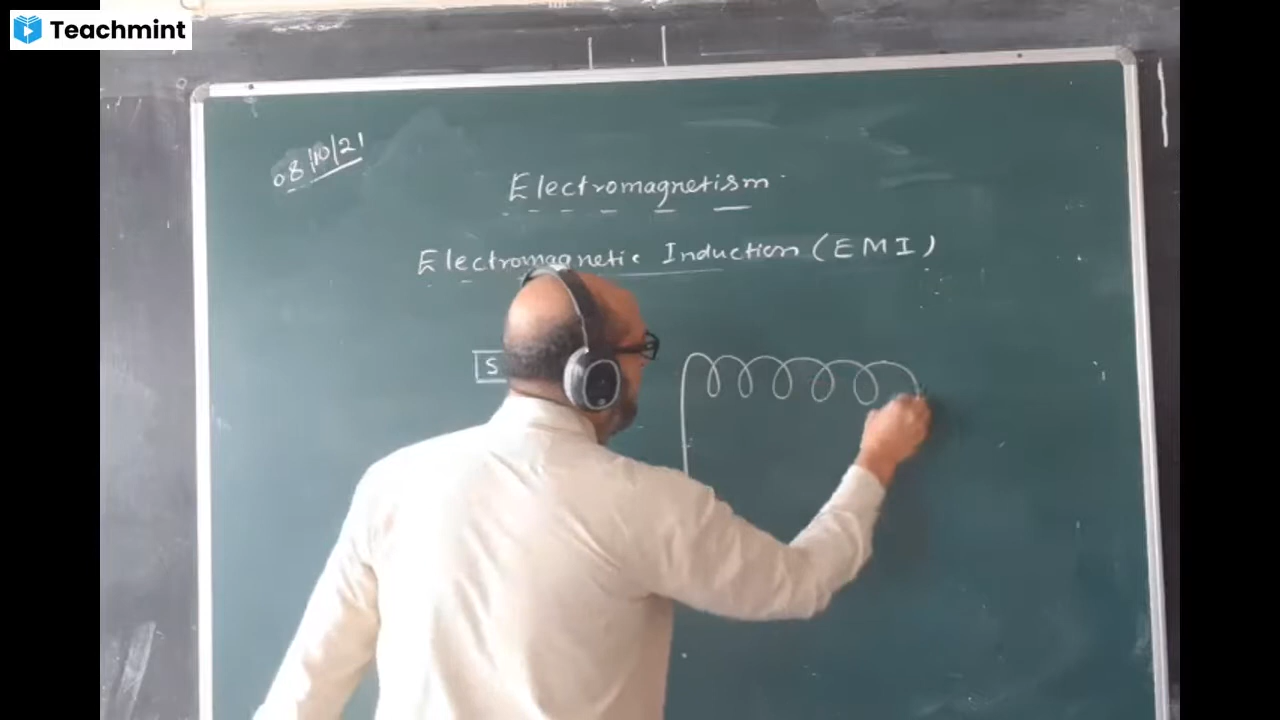 Teachmint
08/10/21
Electromagnetism
Electromagnetic Induction (EMI)
S